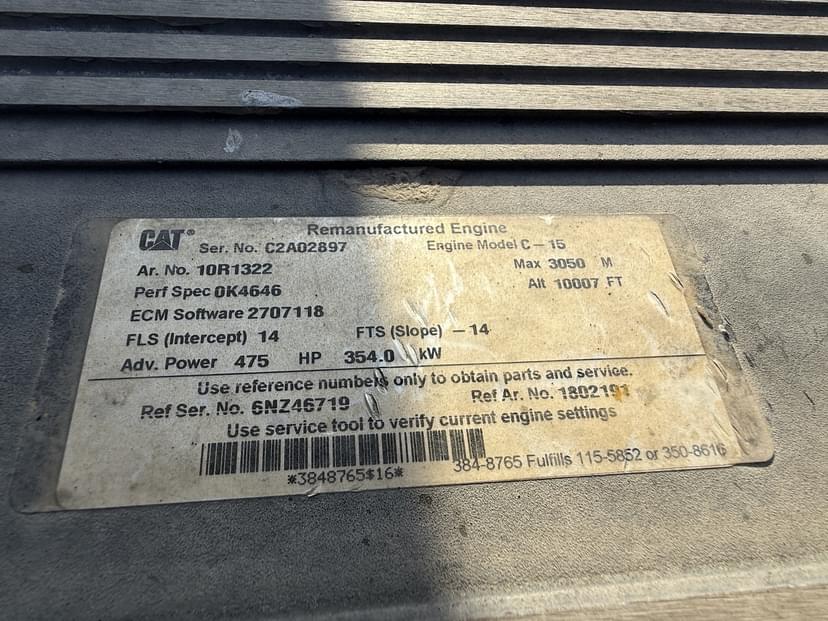 CAT® Remanufactured Engine
Ser. No. C2A02897 Engine Model C-15
Ar. No. 10R1322 Max 3050 M
Perf Spec 0K4646 Alt 10007 FT
ECM Software 2707118
FLS (Intercept) 14 FTS (Slope) -14
Adv. Power 475 HP 354.0 kW
Use reference numbers only to obtain parts and service.
Ref Ser. No. 6NZ46719 Ref Ar. No. 1802191
Use service tool to verify current engine settings
384-8765 Fulfills 115-5852 or 350-8616
*3848765$16*